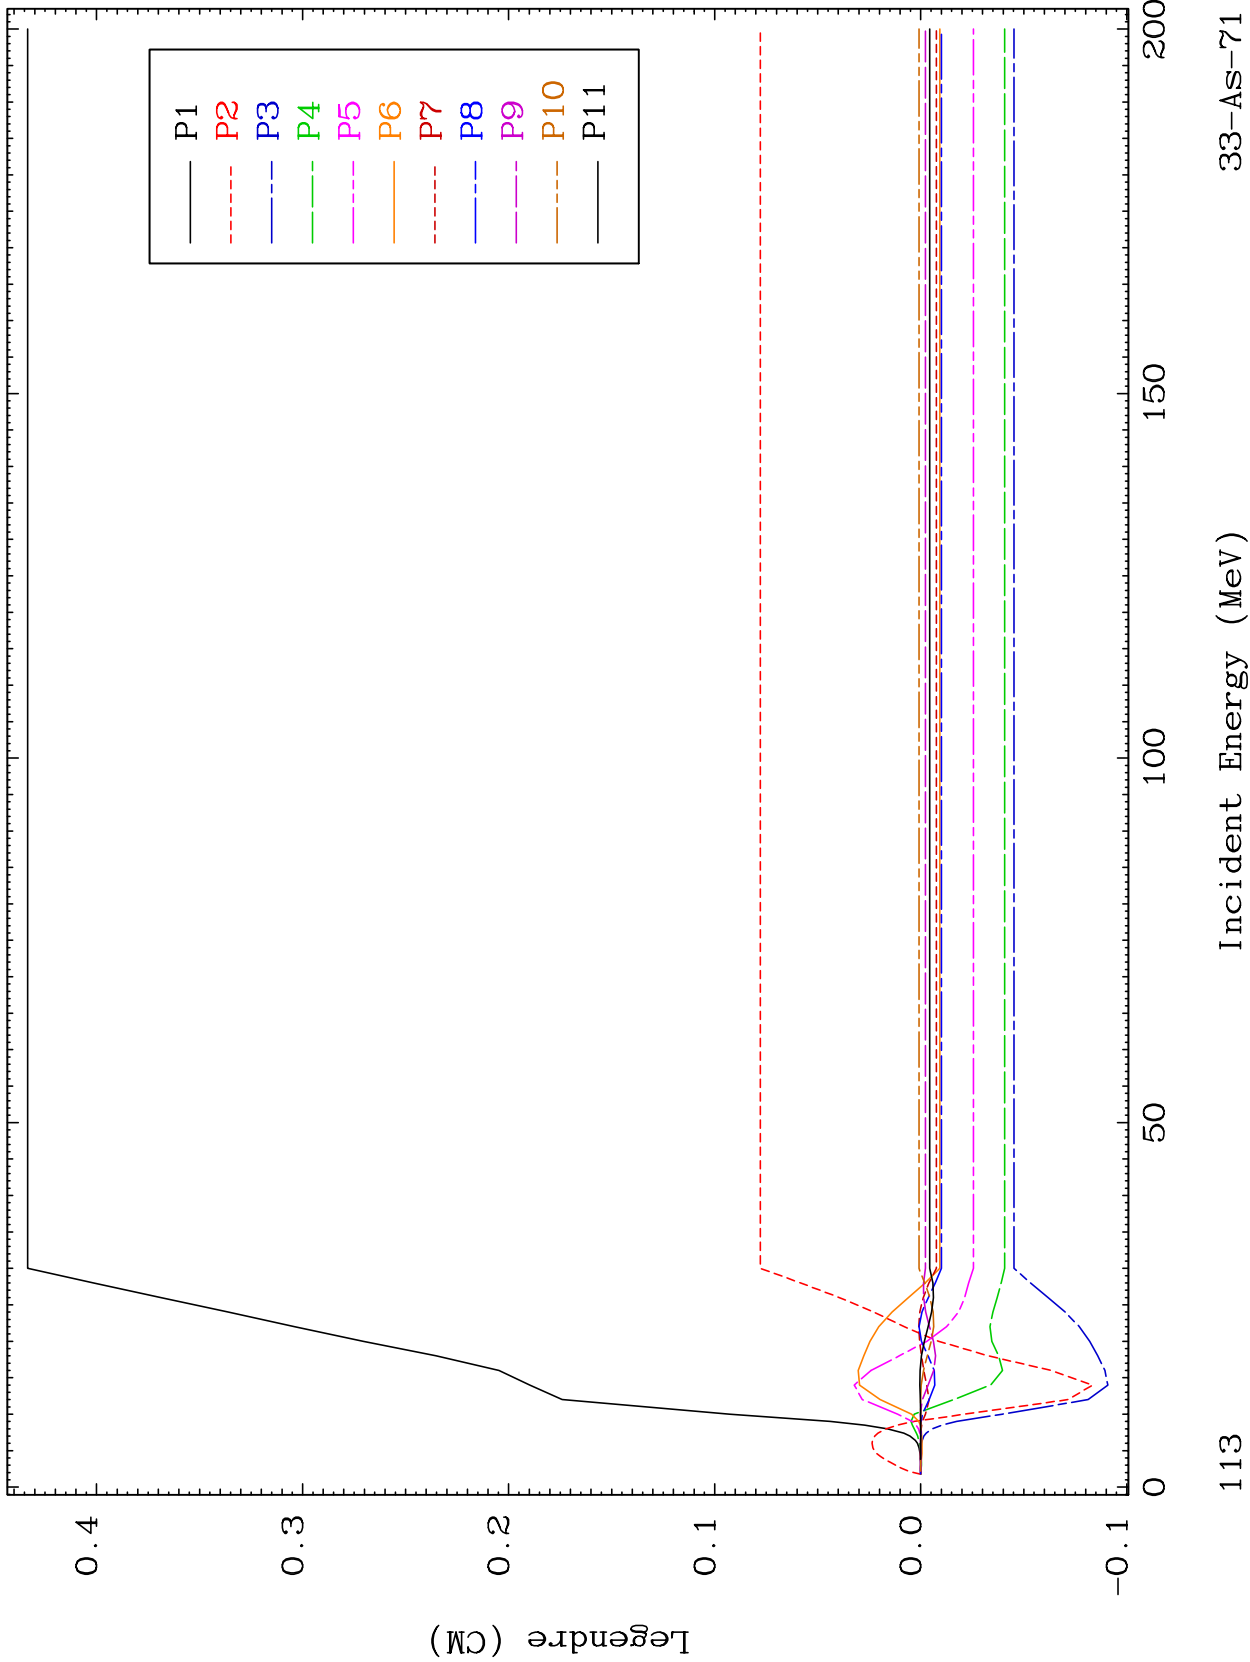 0.4
0.3
0.2
0.1
0.0
-0.1
Legendre (CM)
P1
P2
P3
P4
P5
P6
P7
P8
P9
P10
P11
0
50
100
150
200
113
Incident Energy (MeV)
33-As-71